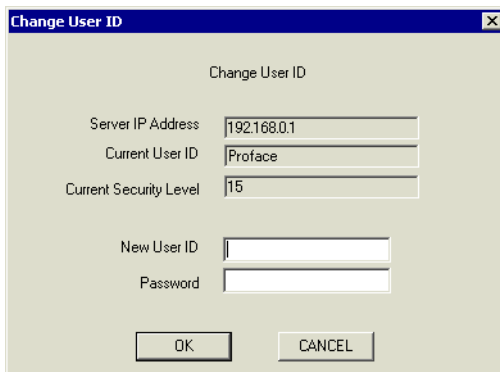 Change User ID
Change User ID
Server IP Address 192.168.0.1
Current User ID Proface
Current Security Level 15
New User ID
Password
OK CANCEL